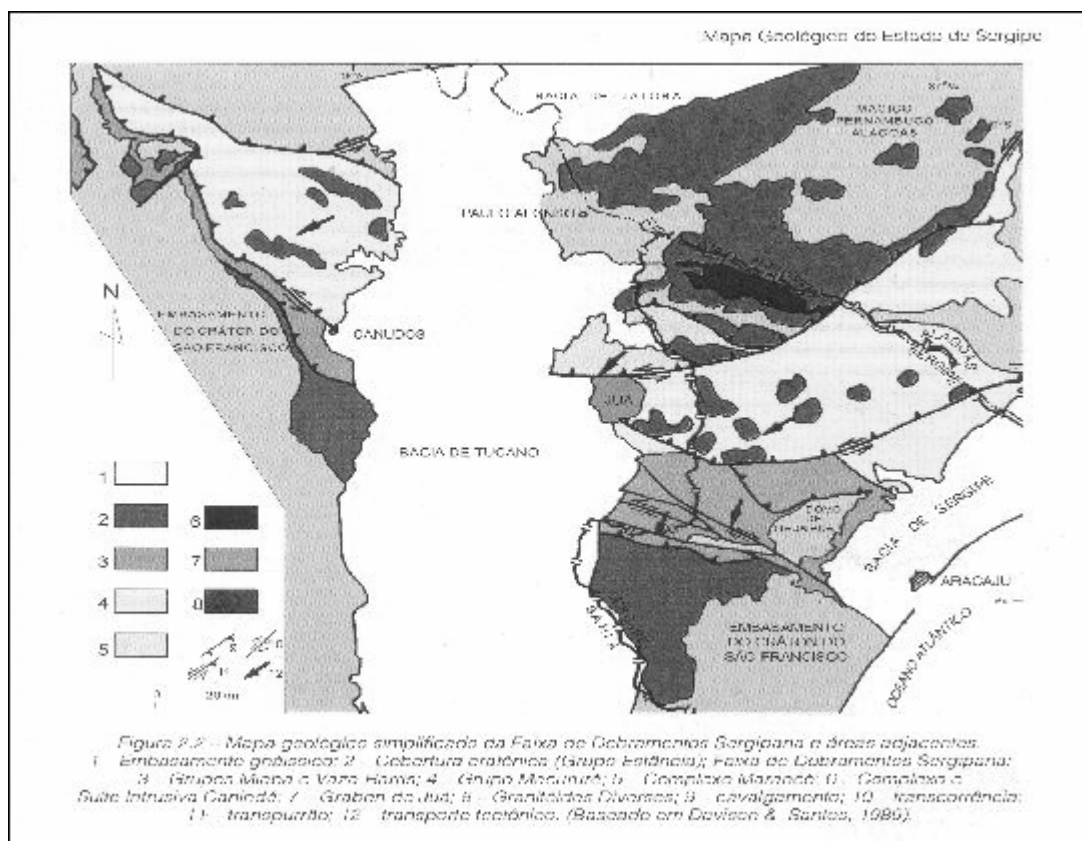 Mapa Geológico do Estado de Sergipe
BACIA DE JATOBÁ
MACIÇO
PERNAMBUCO
ALAGOAS
PAULO AFONSO
N
EMBASAMENTO
DO CRÁTON DO
SÃO FRANCISCO
CANUDOS
ALAGOAS
SERGIPE
JUÁ
BACIA DE TUCANO
1
2
3
4
5
6
7
8
DOMO DE
BACIA DE SERGIPE
ARACAJU
BAHIA
EMBASAMENTO
DO CRÁTON DO
SÃO FRANCISCO
OCEANO ATLÂNTICO
9
11
12
0
20 km
Figura 2.2 – Mapa geológico simplificado da Faixa de Dobramentos Sergipana e áreas adjacentes.
1 Embasamento gnáissico; 2 Cobertura cratônica (Grupo Estância); Faixa de Dobramentos Sergipana:
3 Grupos Miaba e Vaza Barris; 4 Grupo Macururé; 5 Complexo Marancó; 6 Complexo e
Suíte Intrusiva Canindé; 7 Graben de Juá; 8 Granitóides Diversos; 9 cavalgamento; 10 transcorrência;
11 transpurrão; 12 transporte tectônico. (Baseado em Davison & Santos, 1989).